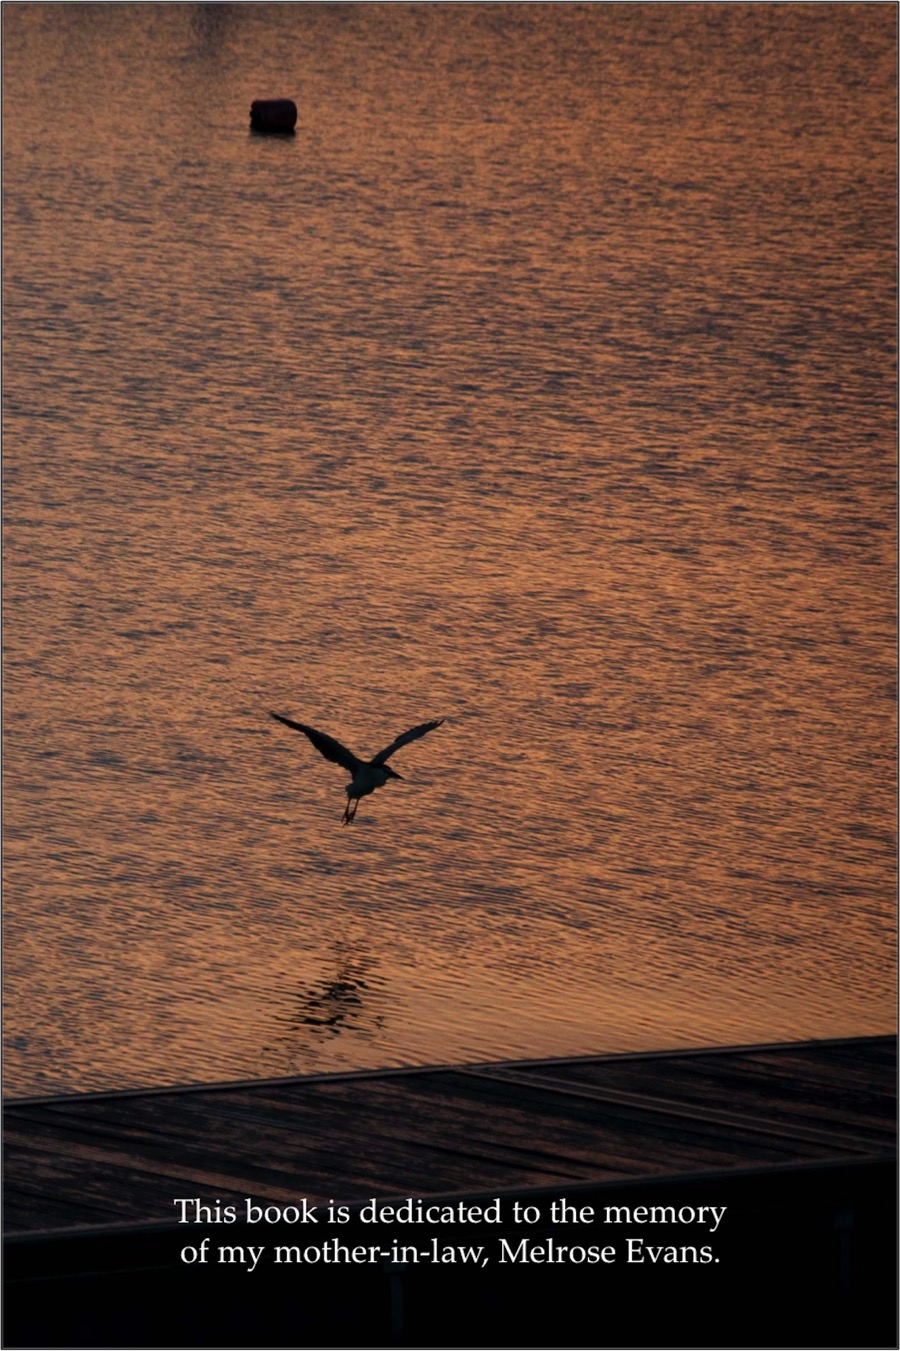 This book is dedicated to the memory
of my mother-in-law, Melrose Evans.